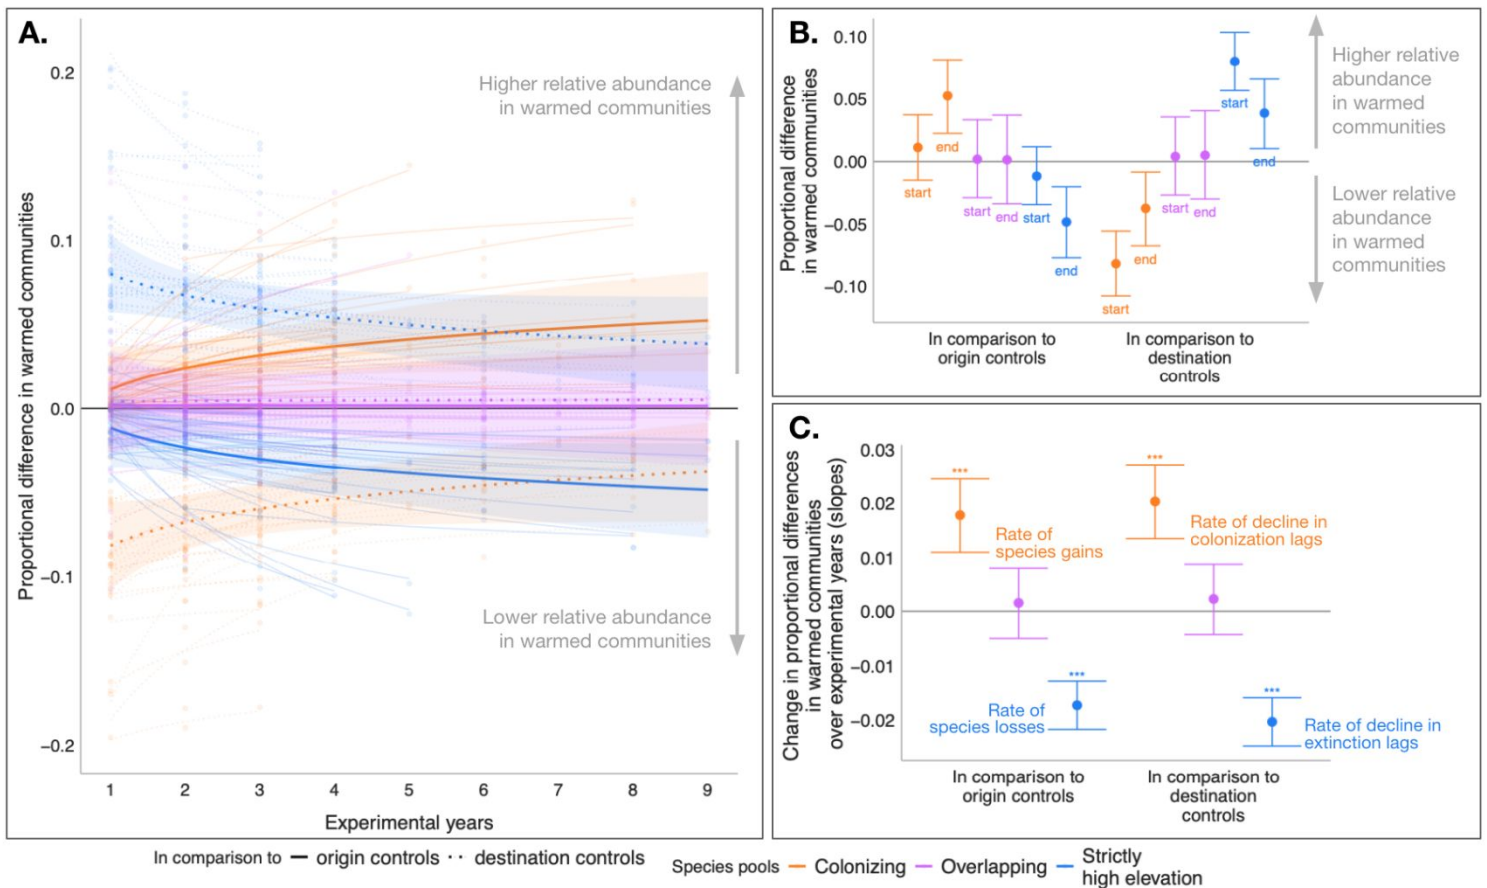 A.
Proportional difference in warmed communities
0.2
0.1
0.0
−0.1
−0.2
Higher relative abundance
in warmed communities
Lower relative abundance
in warmed communities
1 2 3 4 5 6 7 8 9
Experimental years
B.
Proportional difference
in warmed communities
0.10
0.05
0.00
−0.05
−0.10
start
end
start
end
start
end
start
end
start
end
start
end
Higher relative
abundance
in warmed
communities
Lower relative
abundance
in warmed
communities
In comparison to
origin controls
In comparison to
destination
controls
C.
Change in proportional differences
in warmed communities
over experimental years (slopes)
0.03
0.02
0.01
0.00
−0.01
−0.02
***
Rate of
species gains
***
Rate of
species losses
***
Rate of decline in
colonization lags
***
Rate of decline in
extinction lags
In comparison to
origin controls
In comparison to
destination
controls
In comparison to origin controls destination controls
Species pools Colonizing Overlapping Strictly
high elevation